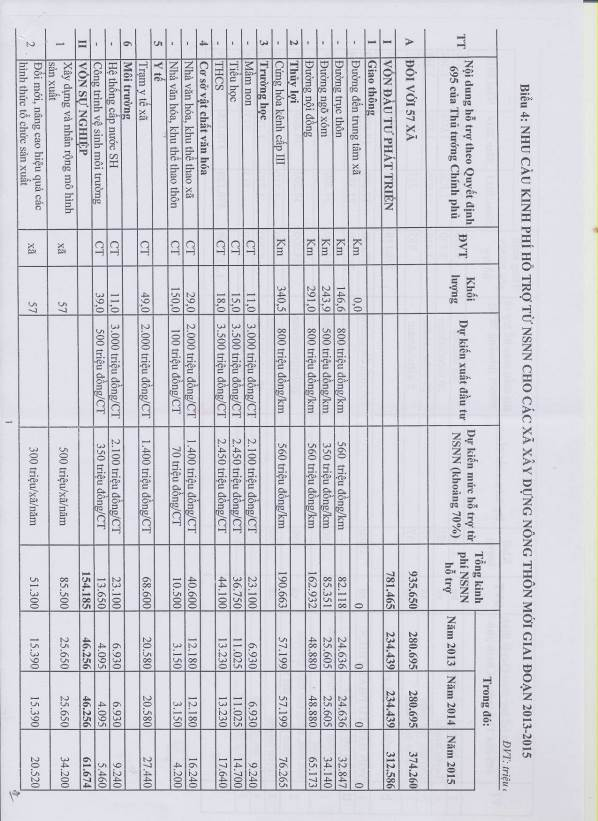 Biểu 4: NHU CẦU KINH PHÍ HỖ TRỢ TỪ NSNN CHO CÁC XÃ XÂY DỰNG NÔNG THÔN MỚI GIAI ĐOẠN 2013-2015
ĐVT: triệu
TT | Nội dung hỗ trợ theo Quyết định 695 của Thủ tướng Chính phủ | ĐVT | Khối lượng | Dự kiến xuất đầu tư | Dự kiến mức hỗ trợ từ NSNN (khoảng 70%) | Tổng kinh phí NSNN hỗ trợ | Trong đó:
Năm 2013 | Năm 2014 | Năm 2015
A | ĐỐI VỚI 57 XÃ | 935.650 | 280.695 | 280.695 | 374.260
I | VỐN ĐẦU TƯ PHÁT TRIỂN | 781.465 | 234.439 | 234.439 | 312.586
1 | Giao thông
- | Đường đến trung tâm xã | Km | 0,0 | 0 | 0 | 0
- | Đường trục thôn | Km | 146,6 | 800 triệu đồng/km | 560 triệu đồng/km | 82.118 | 24.636 | 24.636 | 32.847
- | Đường ngõ xóm | Km | 243,9 | 500 triệu đồng/km | 350 triệu đồng/km | 85.351 | 25.605 | 25.605 | 34.140
- | Đường nội đồng | Km | 291,0 | 800 triệu đồng/km | 560 triệu đồng/km | 162.932 | 48.880 | 48.880 | 65.173
2 | Thủy lợi
- | Cứng hóa kênh cấp III | Km | 340,5 | 800 triệu đồng/km | 560 triệu đồng/km | 190.663 | 57.199 | 57.199 | 76.265
3 | Trường học
- | Mầm non | CT | 11,0 | 3.000 triệu đồng/CT | 2.100 triệu đồng/CT | 23.100 | 6.930 | 6.930 | 9.240
- | Tiểu học | CT | 15,0 | 3.500 triệu đồng/CT | 2.450 triệu đồng/CT | 36.750 | 11.025 | 11.025 | 14.700
- | THCS | CT | 18,0 | 3.500 triệu đồng/CT | 2.450 triệu đồng/CT | 44.100 | 13.230 | 13.230 | 17.640
4 | Cơ sở vật chất văn hóa
- | Nhà văn hóa, khu thể thao xã | CT | 29,0 | 2.000 triệu đồng/CT | 1.400 triệu đồng/CT | 40.600 | 12.180 | 12.180 | 16.240
- | Nhà văn hóa, khu thể thao thôn | CT | 150,0 | 100 triệu đồng/CT | 70 triệu đồng/CT | 10.500 | 3.150 | 3.150 | 4.200
5 | Y tế
- | Trạm y tế xã | CT | 49,0 | 2.000 triệu đồng/CT | 1.400 triệu đồng/CT | 68.600 | 20.580 | 20.580 | 27.440
6 | Môi trường
- | Hệ thống cấp nước SH | CT | 11,0 | 3.000 triệu đồng/CT | 2.100 triệu đồng/CT | 23.100 | 6.930 | 6.930 | 9.240
- | Công trình vệ sinh môi trường | CT | 39,0 | 500 triệu đồng/CT | 350 triệu đồng/CT | 13.650 | 4.095 | 4.095 | 5.460
II | VỐN SỰ NGHIỆP | 154.185 | 46.256 | 46.256 | 61.674
1 | Xây dựng và nhân rộng mô hình sản xuất | xã | 57 | 500 triệu/xã/năm | 85.500 | 25.650 | 25.650 | 34.200
2 | Đổi mới, nâng cao hiệu quả các hình thức tổ chức sản xuất | xã | 57 | 300 triệu/xã/năm | 51.300 | 15.390 | 15.390 | 20.520
1